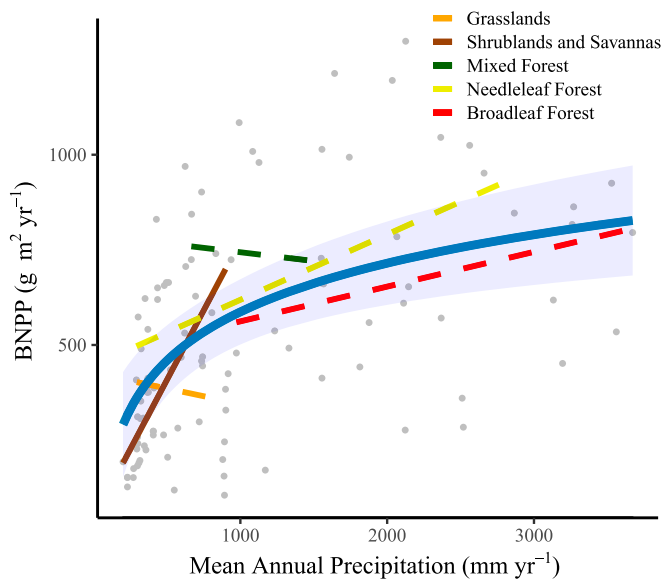 Grasslands
Shrublands and Savannas
Mixed Forest
Needleleaf Forest
Broadleaf Forest
1000
500
BNPP (g m² yr⁻¹)
1000
2000
3000
Mean Annual Precipitation (mm yr⁻¹)